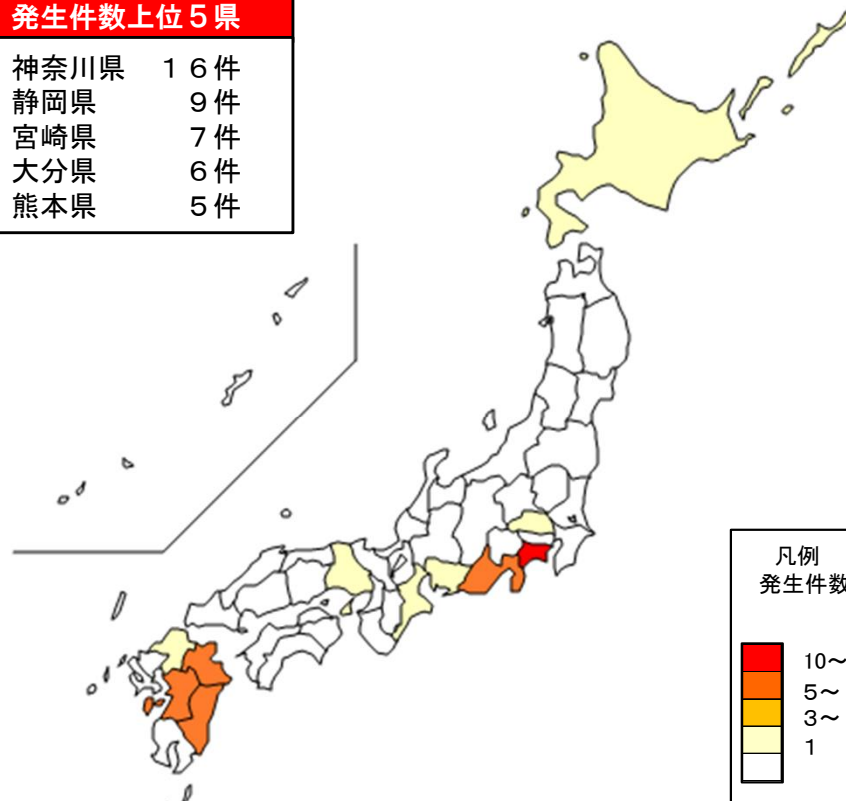 発生件数上位５県
神奈川県　１６件
静岡県　　　９件
宮崎県　　　７件
大分県　　　６件
熊本県　　　５件
凡例
発生件数
10～
5～
3～
1